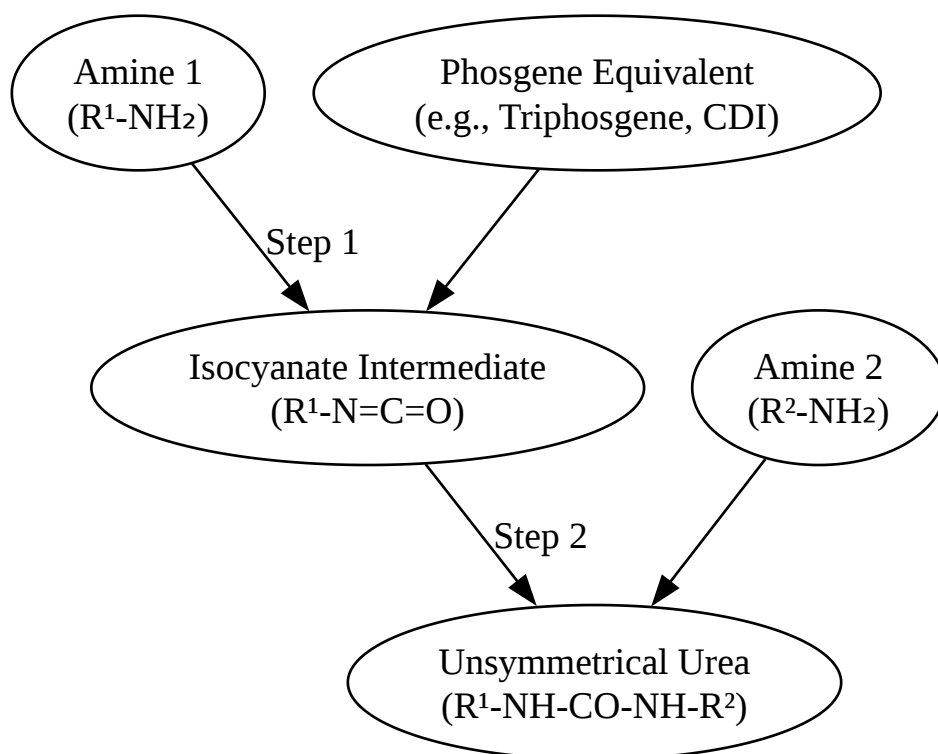 Amine 1
(R¹-NH₂)
Phosgene Equivalent
(e.g., Triphosgene, CDI)
Step 1
Isocyanate Intermediate
(R¹-N=C=O)
Amine 2
(R²-NH₂)
Step 2
Unsymmetrical Urea
(R¹-NH-CO-NH-R²)